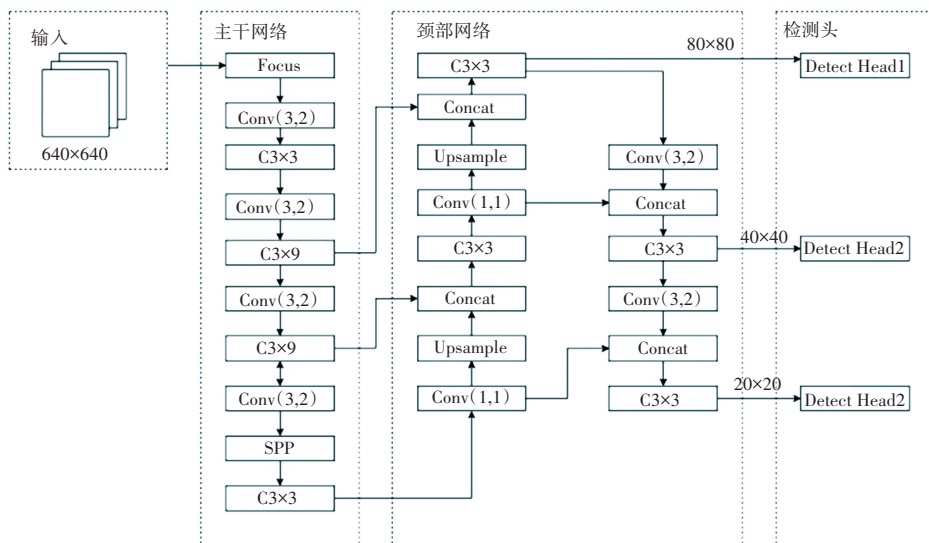 输入
640×640
主干网络
Focus
Conv(3,2)
C3×3
Conv(3,2)
C3×9
Conv(3,2)
C3×9
Conv(3,2)
SPP
C3×3
颈部网络
C3×3
Concat
Upsample
Conv(1,1)
C3×3
Concat
Upsample
Conv(1,1)
Conv(3,2)
Concat
C3×3
Conv(3,2)
Concat
C3×3
80×80
40×40
20×20
检测头
Detect Head1
Detect Head2
Detect Head2